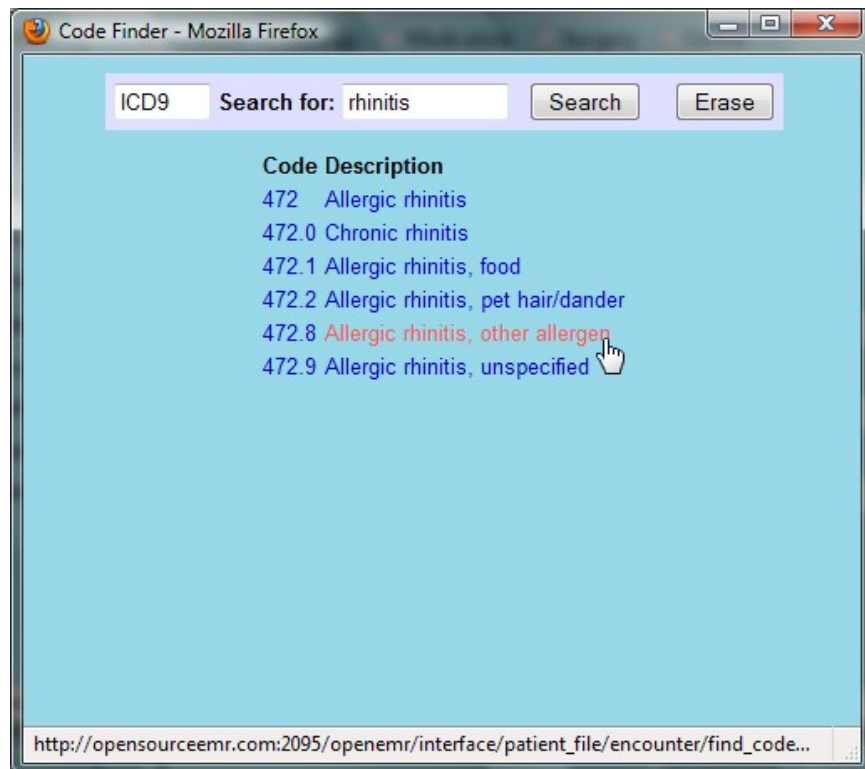 Code Finder - Mozilla Firefox
ICD9 Search for: rhinitis Search Erase
Code Description
472 Allergic rhinitis
472.0 Chronic rhinitis
472.1 Allergic rhinitis, food
472.2 Allergic rhinitis, pet hair/dander
472.8 Allergic rhinitis, other allergen
472.9 Allergic rhinitis, unspecified
http://opensourceemr.com:2095/openemr/interface/patient_file/encounter/find_code...